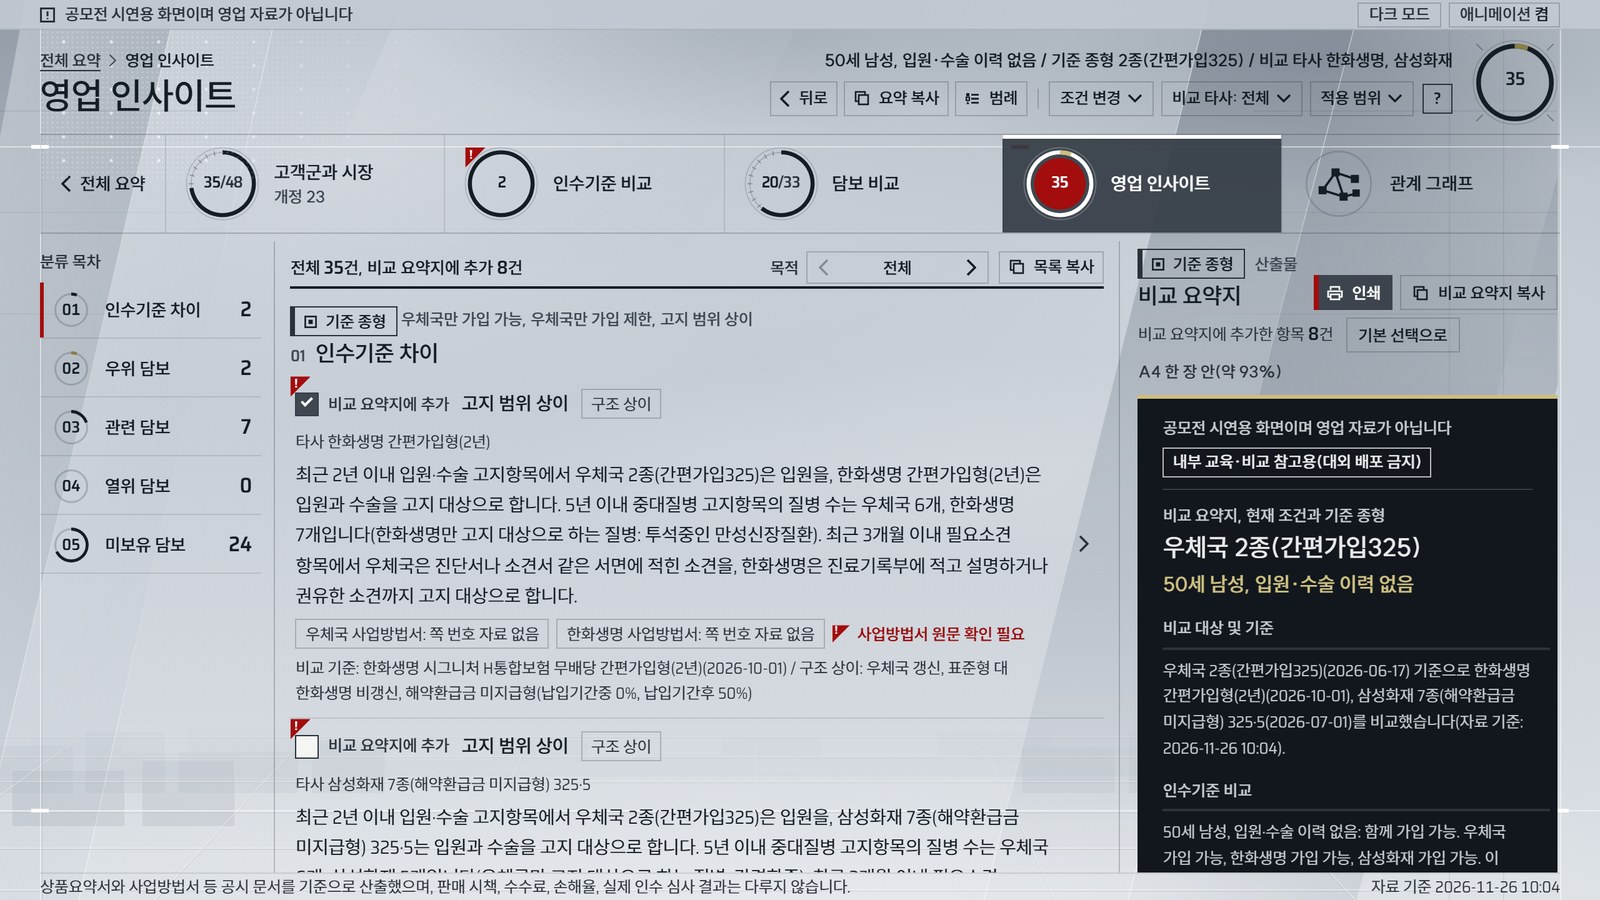 공모전 시연용 화면이며 영업 자료가 아닙니다
다크 모드
애니메이션 켬
전체 요약 > 영업 인사이트
영업 인사이트
50세 남성, 입원·수술 이력 없음 / 기준 종형 2종(간편가입325) / 비교 타사 한화생명, 삼성화재
뒤로
요약 복사
범례
조건 변경
비교 타사: 전체
적용 범위
?
35
전체 요약
35/48
고객군과 시장
개정 23
2
인수기준 비교
20/33
담보 비교
35
영업 인사이트
관계 그래프
분류 목차
01 인수기준 차이 2
02 우위 담보 2
03 관련 담보 7
04 열위 담보 0
05 미보유 담보 24
전체 35건, 비교 요약지에 추가 8건
목적
전체
목록 복사
기준 종형 우체국만 가입 가능, 우체국만 가입 제한, 고지 범위 상이
01 인수기준 차이
비교 요약지에 추가 고지 범위 상이 구조 상이
타사 한화생명 간편가입형(2년)
최근 2년 이내 입원·수술 고지항목에서 우체국 2종(간편가입325)은 입원을, 한화생명 간편가입형(2년)은
입원과 수술을 고지 대상으로 합니다. 5년 이내 중대질병 고지항목의 질병 수는 우체국 6개, 한화생명
7개입니다(한화생명만 고지 대상으로 하는 질병: 투석중인 만성신장질환). 최근 3개월 이내 필요소견
항목에서 우체국은 진단서나 소견서 같은 서면에 적힌 소견을, 한화생명은 진료기록부에 적고 설명하거나
권유한 소견까지 고지 대상으로 합니다.
우체국 사업방법서: 쪽 번호 자료 없음
한화생명 사업방법서: 쪽 번호 자료 없음
사업방법서 원문 확인 필요
비교 기준: 한화생명 시그니처 H통합보험 무배당 간편가입형(2년)(2026-10-01) / 구조 상이: 우체국 갱신, 표준형 대
한화생명 비갱신, 해약환급금 미지급형(납입기간중 0%, 납입기간후 50%)
비교 요약지에 추가 고지 범위 상이 구조 상이
타사 삼성화재 7종(해약환급금 미지급형) 325·5
최근 2년 이내 입원·수술 고지항목에서 우체국 2종(간편가입325)은 입원을, 삼성화재 7종(해약환급금
미지급형) 325·5는 입원과 수술을 고지 대상으로 합니다. 5년 이내 중대질병 고지항목의 질병 수는 우체국
기준 종형 산출물
비교 요약지
인쇄
비교 요약지 복사
비교 요약지에 추가한 항목 8건
기본 선택으로
A4 한 장 안(약 93%)
공모전 시연용 화면이며 영업 자료가 아닙니다
내부 교육·비교 참고용(대외 배포 금지)
비교 요약지, 현재 조건과 기준 종형
우체국 2종(간편가입325)
50세 남성, 입원·수술 이력 없음
비교 대상 및 기준
우체국 2종(간편가입325)(2026-06-17) 기준으로 한화생명
간편가입형(2년)(2026-10-01), 삼성화재 7종(해약환급금
미지급형) 325·5(2026-07-01)를 비교했습니다(자료 기준:
2026-11-26 10:04).
인수기준 비교
50세 남성, 입원·수술 이력 없음: 함께 가입 가능. 우체국
가입 가능, 한화생명 가입 가능, 삼성화재 가입 가능. 이
상품요약서와 사업방법서 등 공시 문서를 기준으로 산출했으며, 판매 시책, 수수료, 손해율, 실제 인수 심사 결과는 다루지 않습니다.
자료 기준 2026-11-26 10:04